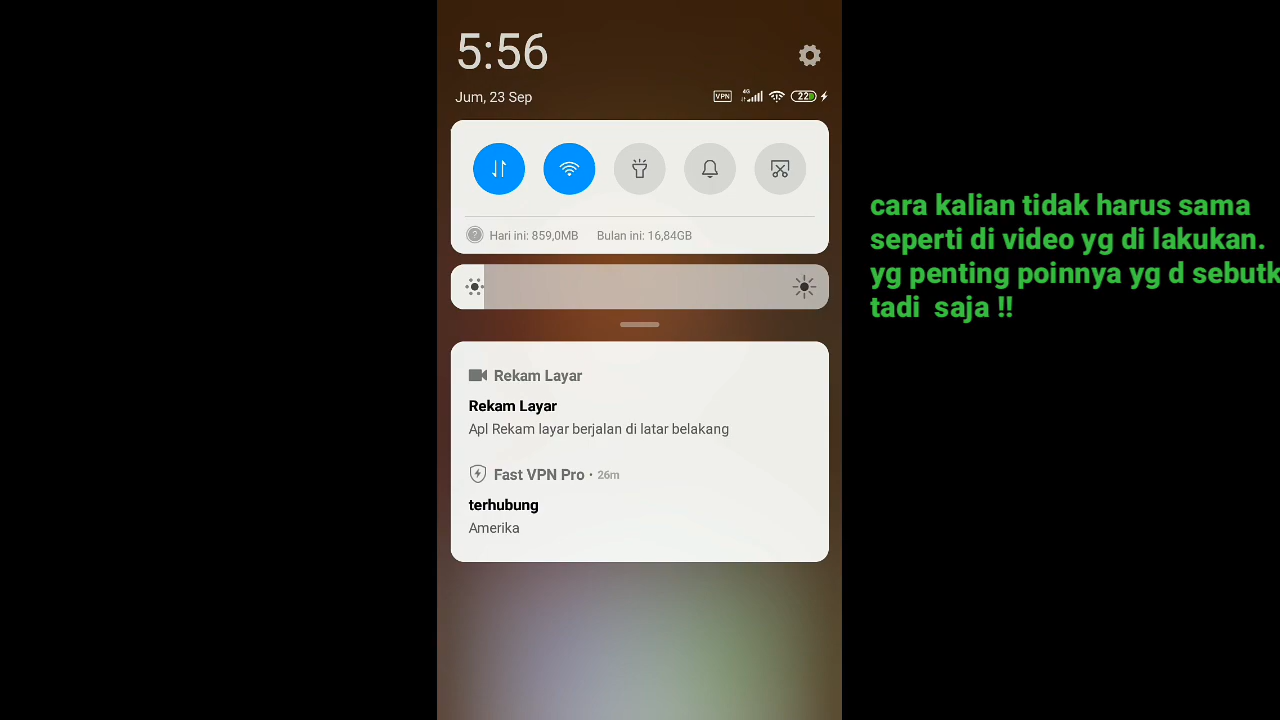 5:56
Jum, 23 Sep
VPN
4G
22
Hari ini: 859,0MB Bulan ini: 16,84GB
Rekam Layar
Rekam Layar
Apl Rekam layar berjalan di latar belakang
Fast VPN Pro · 26m
terhubung
Amerika
cara kalian tidak harus sama
seperti di video yg di lakukan.
yg penting poinnya yg d sebutk
tadi saja !!